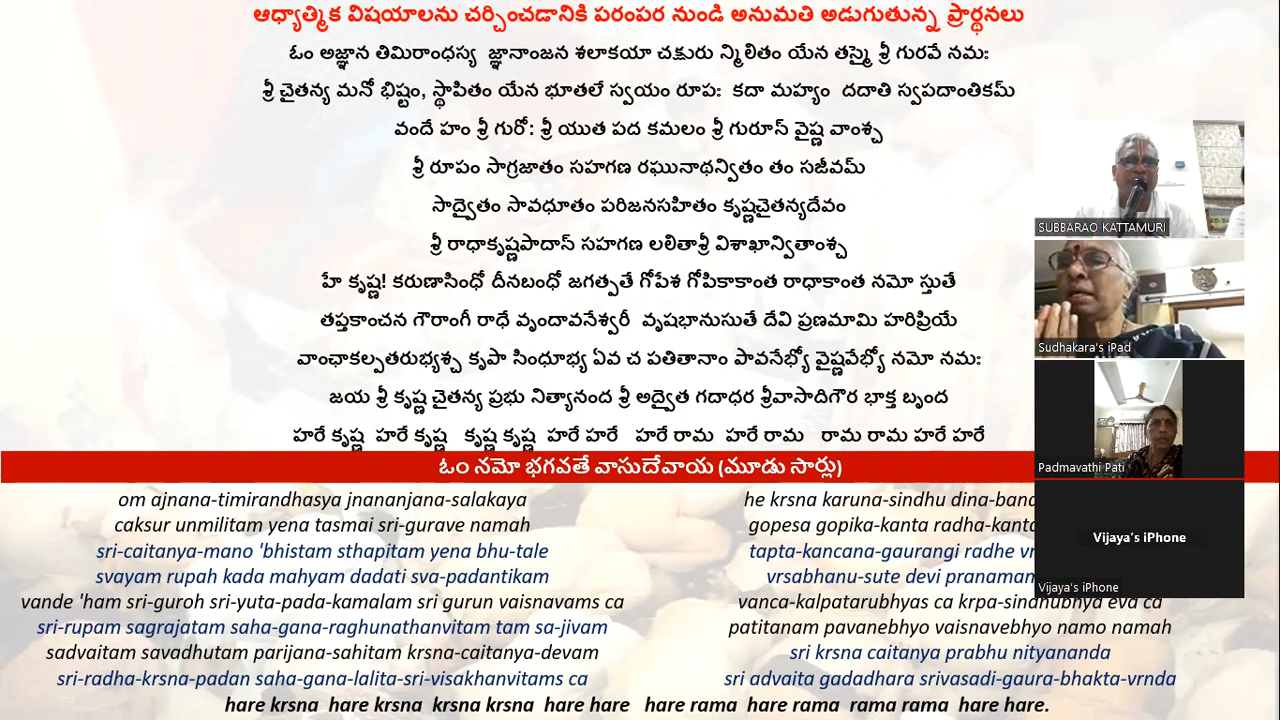 ఆధ్యాత్మిక విషయాలను చర్చించడానికి పరంపర నుండి అనుమతి అడుగుతున్న ప్రార్థనలు
ఓం అజ్ఞాన తిమిరాంధస్య జ్ఞానాంజన శలాకయా చక్షురు న్మిలితం యేన తస్మై శ్రీ గురవే నమః
శ్రీ చైతన్య మనో భిష్టం, స్థాపితం యేన భూతలే స్వయం రూపః కదా మహ్యం దదాతి స్వపదాంతికమ్
వందే హం శ్రీ గురో: శ్రీ యుత పద కమలం శ్రీ గురూన్ వైష్ణ వాంశ్చ
శ్రీ రూపం సాగ్రజాతం సహగణ రఘునాథన్వితం తం సజీవమ్
సాద్వైతం సావధూతం పరిజనసహితం కృష్ణచైతన్యదేవం
శ్రీ రాధాకృష్ణపాదాన్ సహగణ లలితాశ్రీ విశాఖాన్వితాంశ్చ
హే కృష్ణ! కరుణాసింధో దీనబంధో జగత్పతే గోపేశ గోపికాకాంత రాధాకాంత నమో స్తుతే
తప్తకాంచన గౌరాంగీ రాధే వృందావనేశ్వరీ వృషభానుసుతే దేవి ప్రణమామి హరిప్రియే
వాంఛాకల్పతరుభ్యశ్చ కృపా సింధూభ్య ఏవ చ పతితానాం పావనేభ్యో వైష్ణవేభ్యో నమో నమః
జయ శ్రీ కృష్ణ చైతన్య ప్రభు నిత్యానంద శ్రీ అద్వైత గదాధర శ్రీవాసాదిగౌర భాక్త బృంద
హరే కృష్ణ హరే కృష్ణ కృష్ణ కృష్ణ హరే హరే హరే రామ హరే రామ రామ రామ హరే హరే
ఓం నమో భగవతే వాసుదేవాయ (మూడు సార్లు)
om ajnana-timirandhasya jnananjana-salakaya
caksur unmilitam yena tasmai sri-gurave namah
sri-caitanya-mano 'bhistam sthapitam yena bhu-tale
svayam rupah kada mahyam dadati sva-padantikam
vande 'ham sri-guroh sri-yuta-pada-kamalam sri gurun vaisnavams ca
sri-rupam sagrajatam saha-gana-raghunathanvitam tam sa-jivam
sadvaitam savadhutam parijana-sahitam krsna-caitanya-devam
sri-radha-krsna-padan saha-gana-lalita-sri-visakhanvitams ca
he krsna karuna-sindhu dina-band
gopesa gopika-kanta radha-kanta
tapta-kancana-gaurangi radhe vr
vrsabhanu-sute devi pranamam
vanca-kalpatarubhyas ca krpa-sindhubhya eva ca
patitanam pavanebhyo vaisnavebhyo namo namah
sri krsna caitanya prabhu nityananda
sri advaita gadadhara srivasadi-gaura-bhakta-vrnda
hare krsna hare krsna krsna krsna hare hare hare rama hare rama rama rama hare hare.
SUBBARAO KATTAMURI
Sudhakara's iPad
Padmavathi Pati
Vijaya's iPhone
Vijaya's iPhone